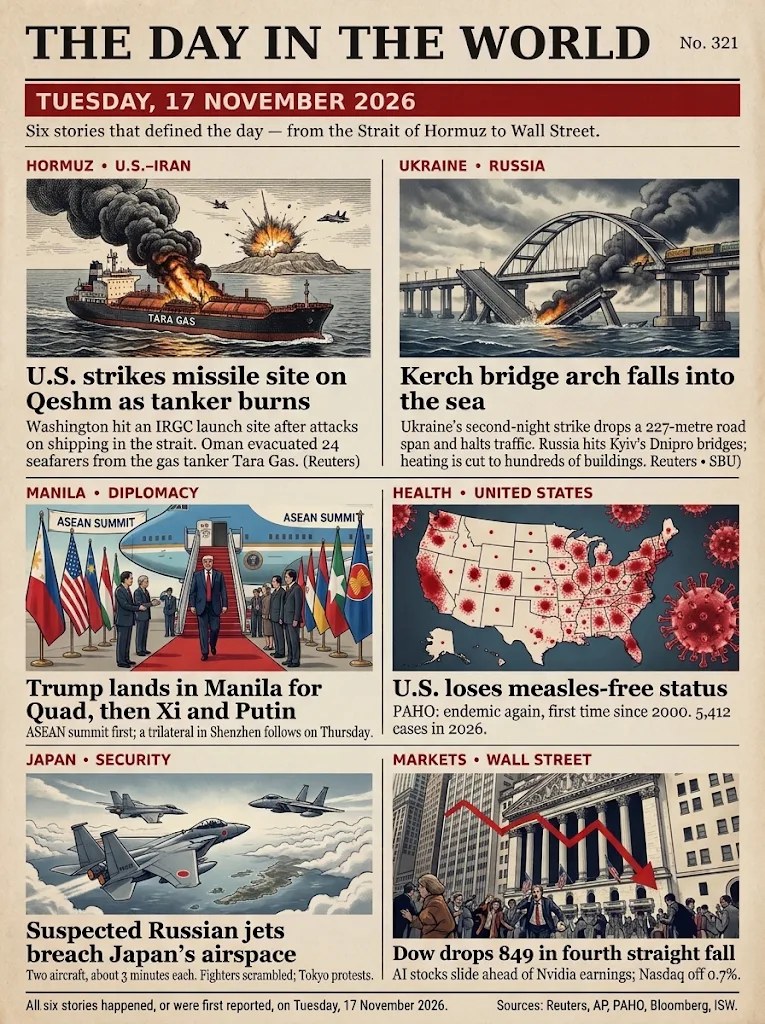 THE DAY IN THE WORLD
No. 321
TUESDAY, 17 NOVEMBER 2026
Six stories that defined the day — from the Strait of Hormuz to Wall Street.
HORMUZ • U.S.–IRAN
TARA GAS
U.S. strikes missile site on
Qeshm as tanker burns
Washington hit an IRGC launch site after attacks
on shipping in the strait. Oman evacuated 24
seafarers from the gas tanker Tara Gas. (Reuters)
UKRAINE • RUSSIA
Kerch bridge arch falls into
the sea
Ukraine’s second-night strike drops a 227-metre road
span and halts traffic. Russia hits Kyiv’s Dnipro bridges;
heating is cut to hundreds of buildings. Reuters • SBU)
MANILA • DIPLOMACY
ASEAN SUMMIT
ASEAN SUMMIT
Trump lands in Manila for
Quad, then Xi and Putin
ASEAN summit first; a trilateral in Shenzhen follows on Thursday.
HEALTH • UNITED STATES
U.S. loses measles-free status
PAHO: endemic again, first time since 2000. 5,412
cases in 2026.
JAPAN • SECURITY
Suspected Russian jets
breach Japan’s airspace
Two aircraft, about 3 minutes each. Fighters scrambled; Tokyo protests.
MARKETS • WALL STREET
Dow drops 849 in fourth straight fall
AI stocks slide ahead of Nvidia earnings; Nasdaq off 0.7%.
All six stories happened, or were first reported, on Tuesday, 17 November 2026.
Sources: Reuters, AP, PAHO, Bloomberg, ISW.